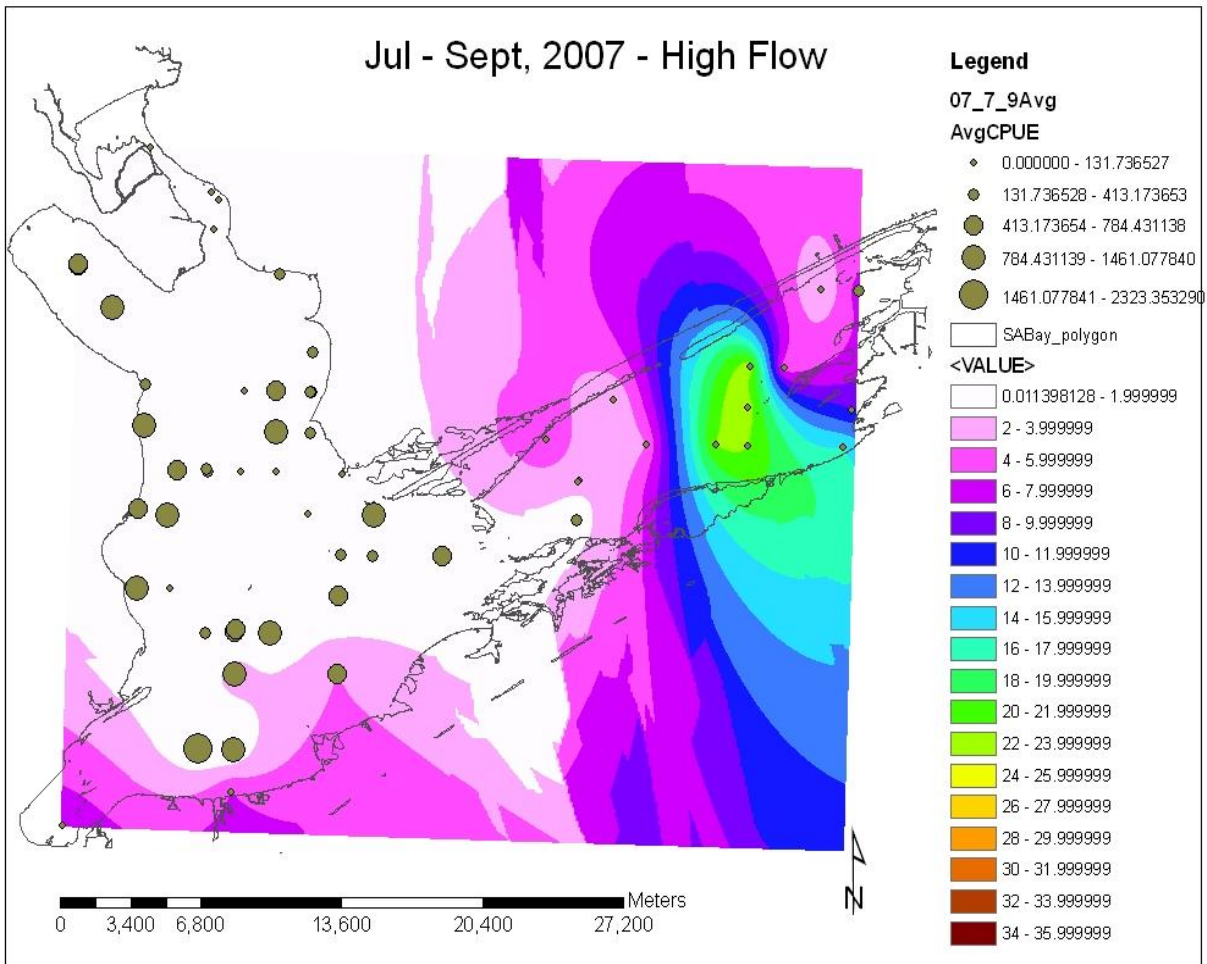 Jul - Sept, 2007 - High Flow
Legend
07_7_9Avg
AvgCPUE
0.000000 - 131.736527
131.736528 - 413.173653
413.173654 - 784.431138
784.431139 - 1461.077840
1461.077841 - 2323.353290
SABay_polygon
<VALUE>
0.011398128 - 1.999999
2 - 3.999999
4 - 5.999999
6 - 7.999999
8 - 9.999999
10 - 11.999999
12 - 13.999999
14 - 15.999999
16 - 17.999999
18 - 19.999999
20 - 21.999999
22 - 23.999999
24 - 25.999999
26 - 27.999999
28 - 29.999999
30 - 31.999999
32 - 33.999999
34 - 35.999999
N
Meters
0 3,400 6,800 13,600 20,400 27,200